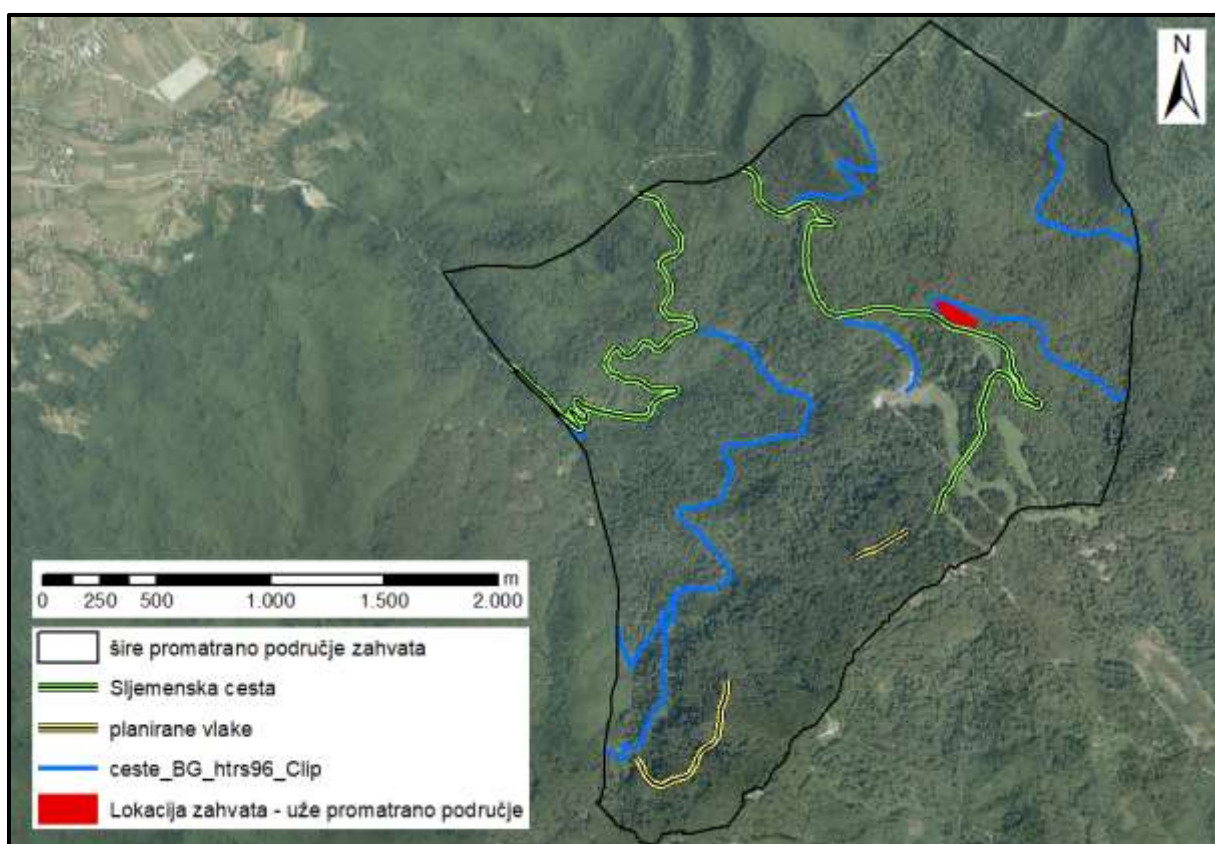 N
m
0 250 500 1.000 1.500 2.000
šire promatrano područje zahvata
Sljemenska cesta
planirane vlake
ceste_BG_htrs96_Clip
Lokacija zahvata - uže promatrano područje